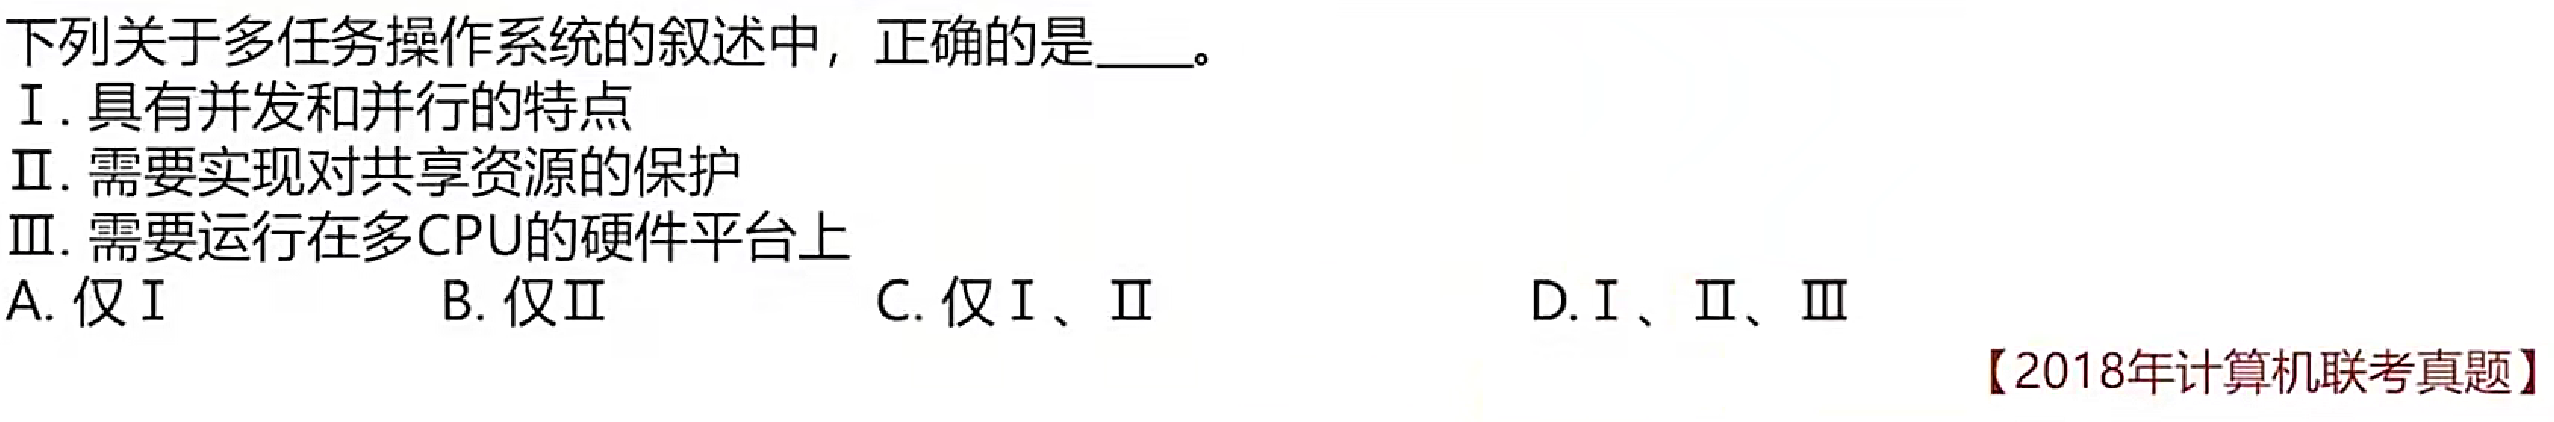 下列关于多任务操作系统的叙述中，正确的是____。
Ⅰ. 具有并发和并行的特点
Ⅱ. 需要实现对共享资源的保护
Ⅲ. 需要运行在多CPU的硬件平台上
A. 仅Ⅰ B. 仅Ⅱ C. 仅Ⅰ、Ⅱ D. Ⅰ、Ⅱ、Ⅲ
【2018年计算机联考真题】